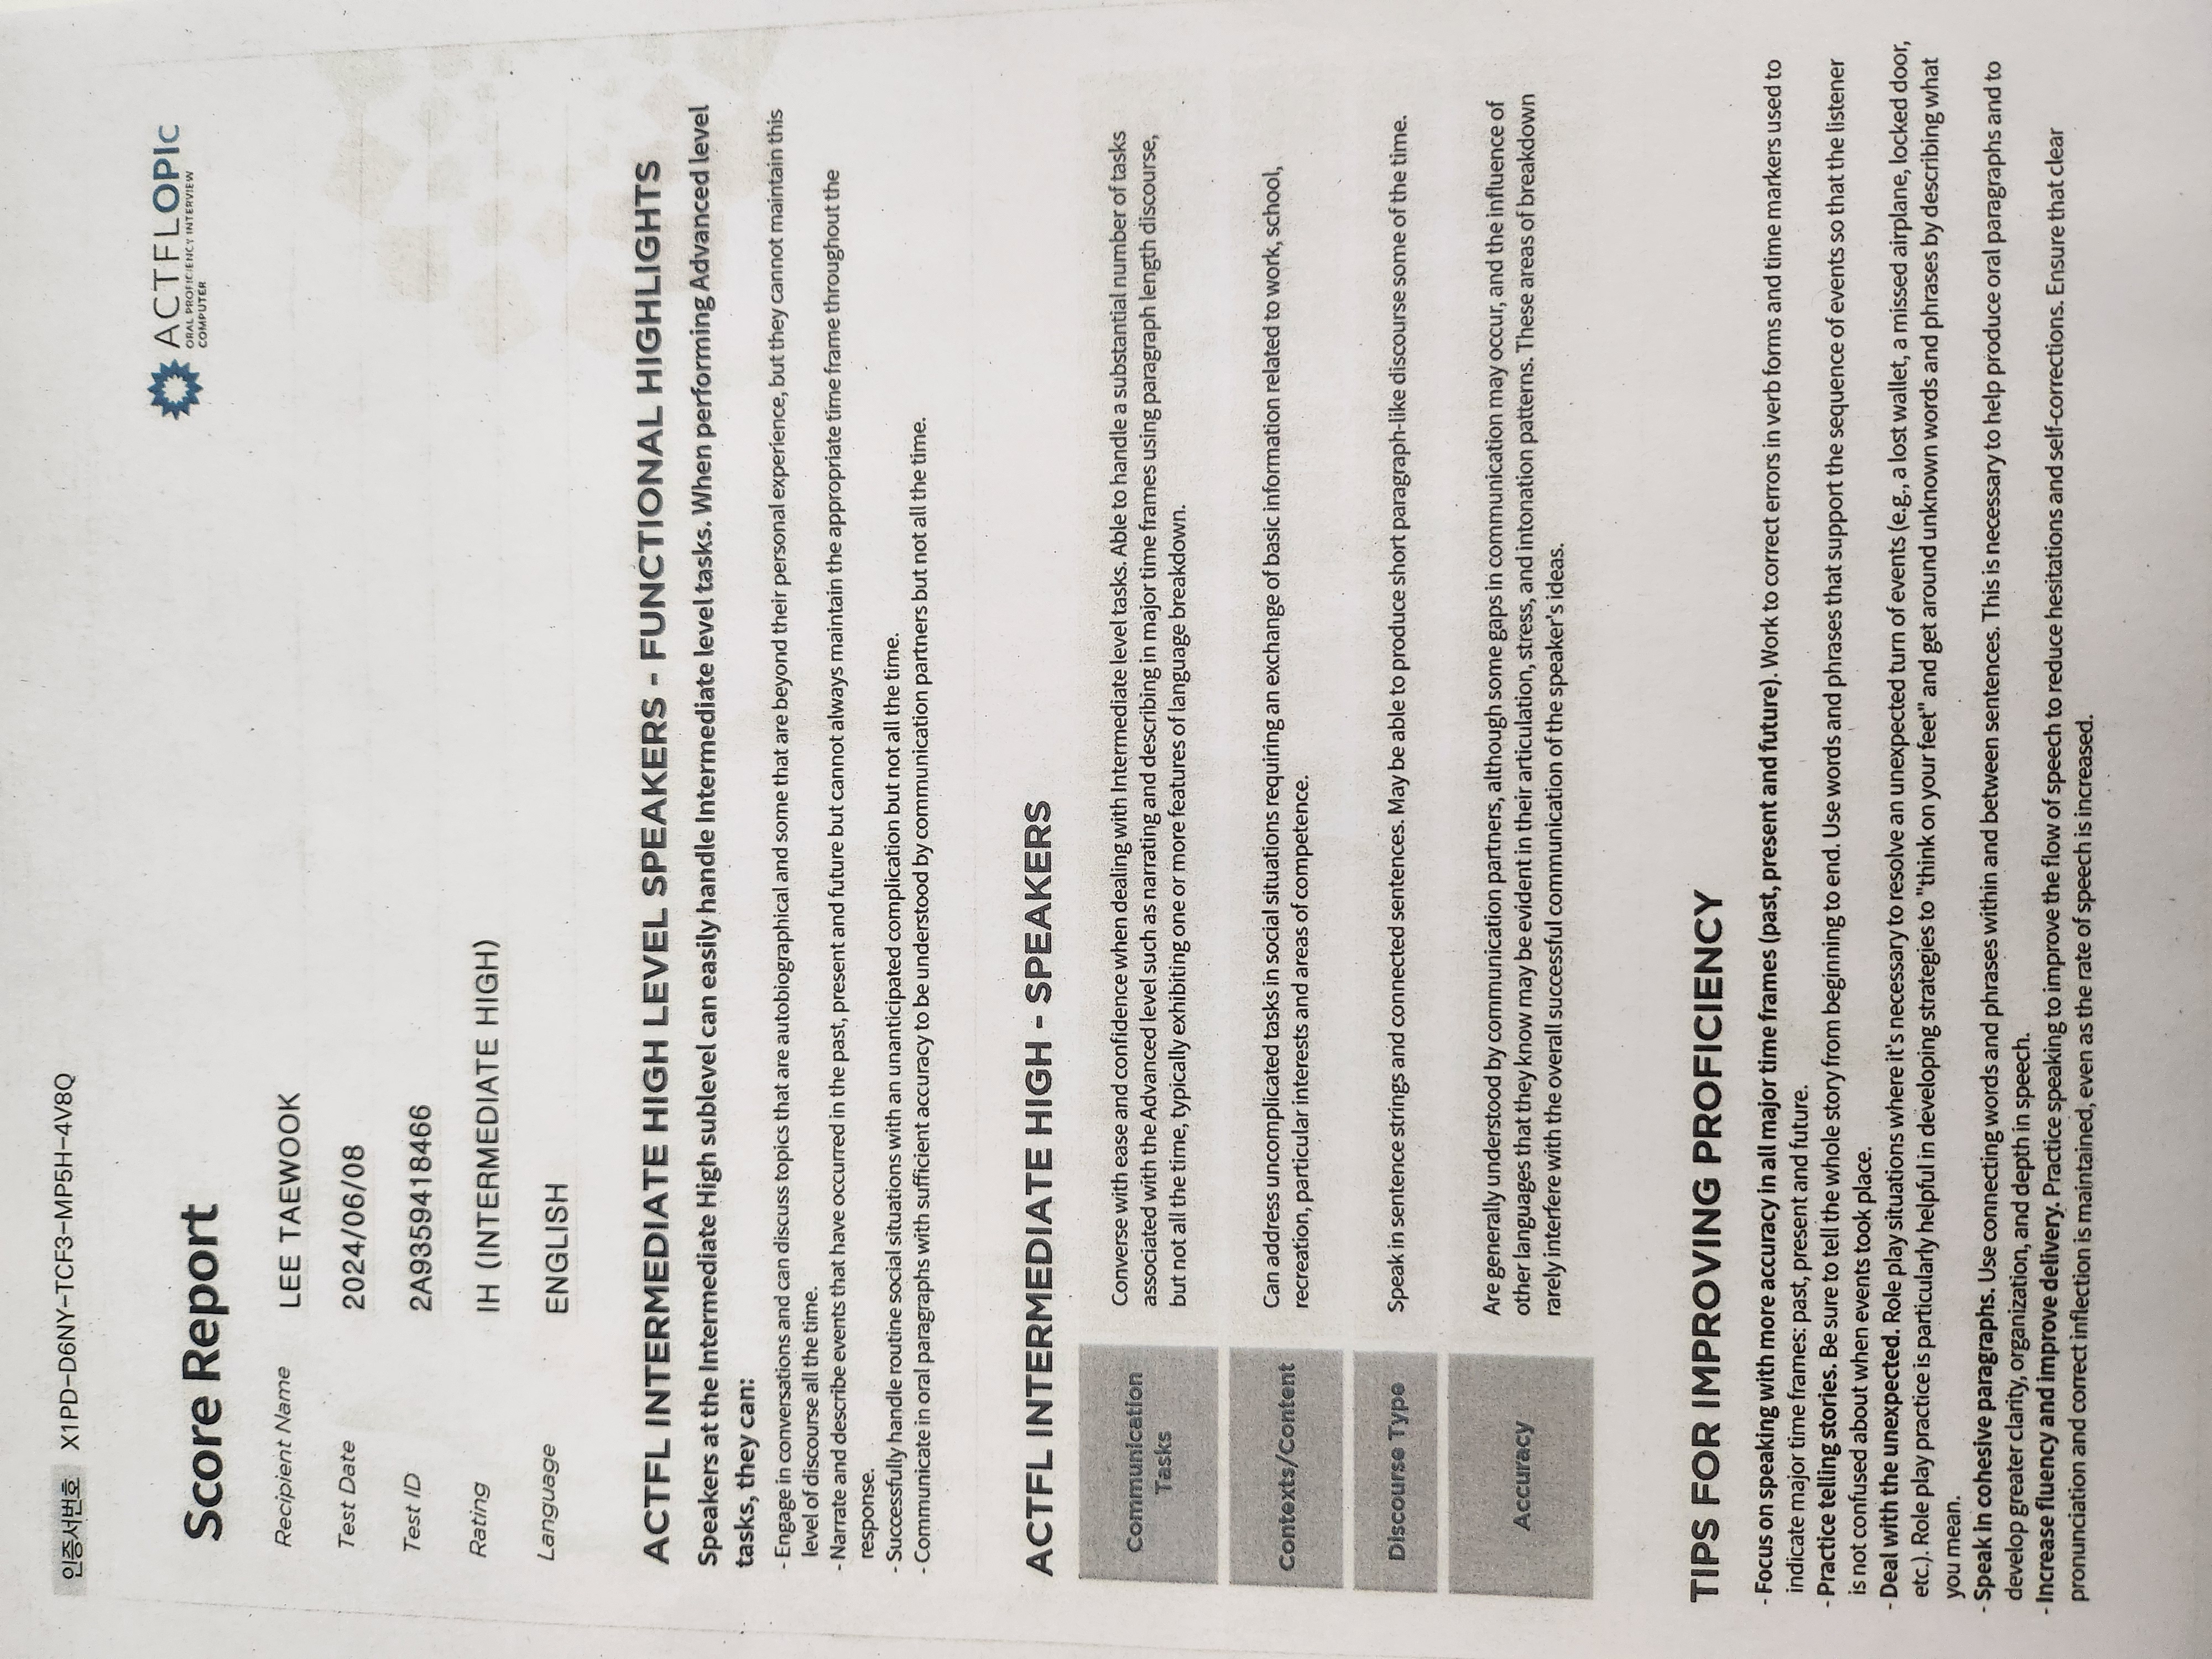 인증서번호 X1PD-D6NY-TCF3-MP5H-4V8Q
ACTFL OPIc
ORAL PROFICIENCY INTERVIEW
COMPUTER
Score Report
Recipient Name LEE TAEWOOK
Test Date 2024/06/08
Test ID 2A9359418466
Rating IH (INTERMEDIATE HIGH)
Language ENGLISH
ACTFL INTERMEDIATE HIGH LEVEL SPEAKERS - FUNCTIONAL HIGHLIGHTS
Speakers at the Intermediate High sublevel can easily handle Intermediate level tasks. When performing Advanced level
tasks, they can:
- Engage in conversations and can discuss topics that are autobiographical and some that are beyond their personal experience, but they cannot maintain this
level of discourse all the time.
- Narrate and describe events that have occurred in the past, present and future but cannot always maintain the appropriate time frame throughout the
response.
- Successfully handle routine social situations with an unanticipated complication but not all the time.
- Communicate in oral paragraphs with sufficient accuracy to be understood by communication partners but not all the time.
ACTFL INTERMEDIATE HIGH - SPEAKERS
Communication
Tasks
Converse with ease and confidence when dealing with Intermediate level tasks. Able to handle a substantial number of tasks
associated with the Advanced level such as narrating and describing in major time frames using paragraph length discourse,
but not all the time, typically exhibiting one or more features of language breakdown.
Contexts/Content
Can address uncomplicated tasks in social situations requiring an exchange of basic information related to work, school,
recreation, particular interests and areas of competence.
Discourse Type
Speak in sentence strings and connected sentences. May be able to produce short paragraph-like discourse some of the time.
Accuracy
Are generally understood by communication partners, although some gaps in communication may occur, and the influence of
other languages that they know may be evident in their articulation, stress, and intonation patterns. These areas of breakdown
rarely interfere with the overall successful communication of the speaker's ideas.
TIPS FOR IMPROVING PROFICIENCY
- Focus on speaking with more accuracy in all major time frames (past, present and future). Work to correct errors in verb forms and time markers used to
indicate major time frames: past, present and future.
- Practice telling stories. Be sure to tell the whole story from beginning to end. Use words and phrases that support the sequence of events so that the listener
is not confused about when events took place.
- Deal with the unexpected. Role play situations where it's necessary to resolve an unexpected turn of events (e.g., a lost wallet, a missed airplane, locked door,
etc.). Role play practice is particularly helpful in developing strategies to "think on your feet" and get around unknown words and phrases by describing what
you mean.
- Speak in cohesive paragraphs. Use connecting words and phrases within and between sentences. This is necessary to help produce oral paragraphs and to
develop greater clarity, organization, and depth in speech.
- Increase fluency and improve delivery. Practice speaking to improve the flow of speech to reduce hesitations and self-corrections. Ensure that clear
pronunciation and correct inflection is maintained, even as the rate of speech is increased.